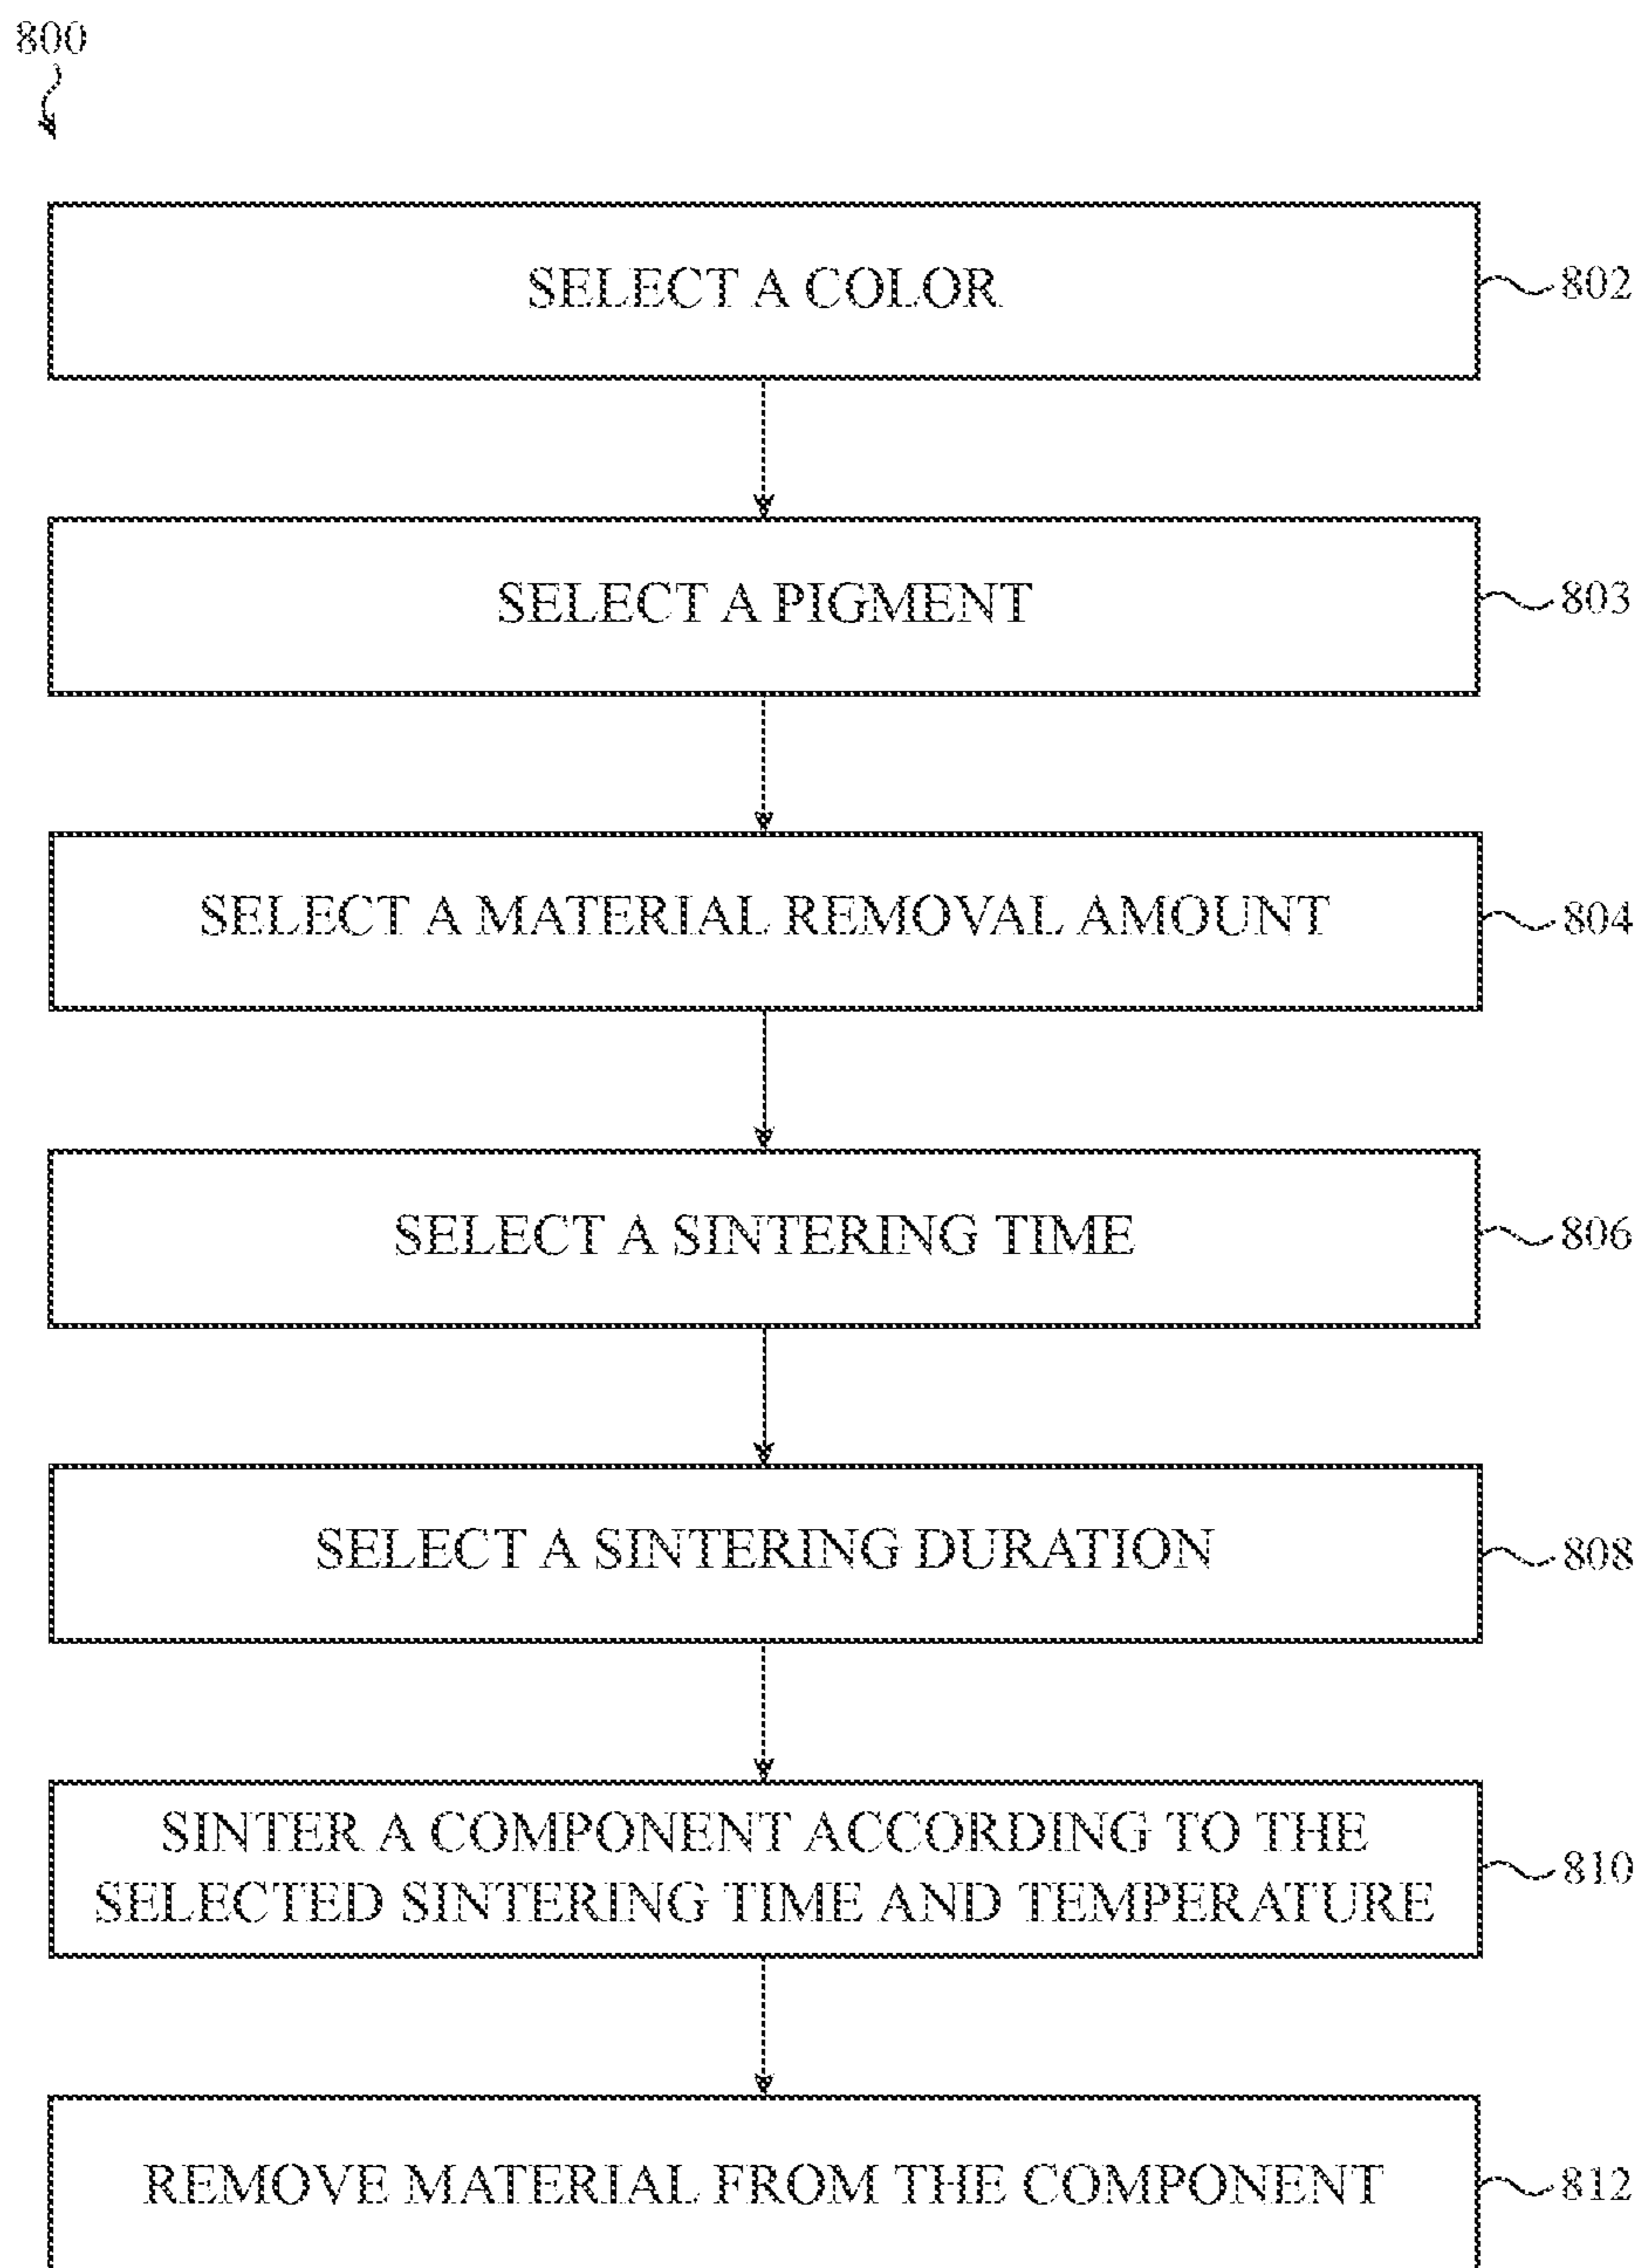 800
SELECT A COLOR
802
SELECT A PIGMENT
803
SELECT A MATERIAL REMOVAL AMOUNT
804
SELECT A SINTERING TIME
806
SELECT A SINTERING DURATION
808
SINTER A COMPONENT ACCORDING TO THE
SELECTED SINTERING TIME AND TEMPERATURE
810
REMOVE MATERIAL FROM THE COMPONENT
812